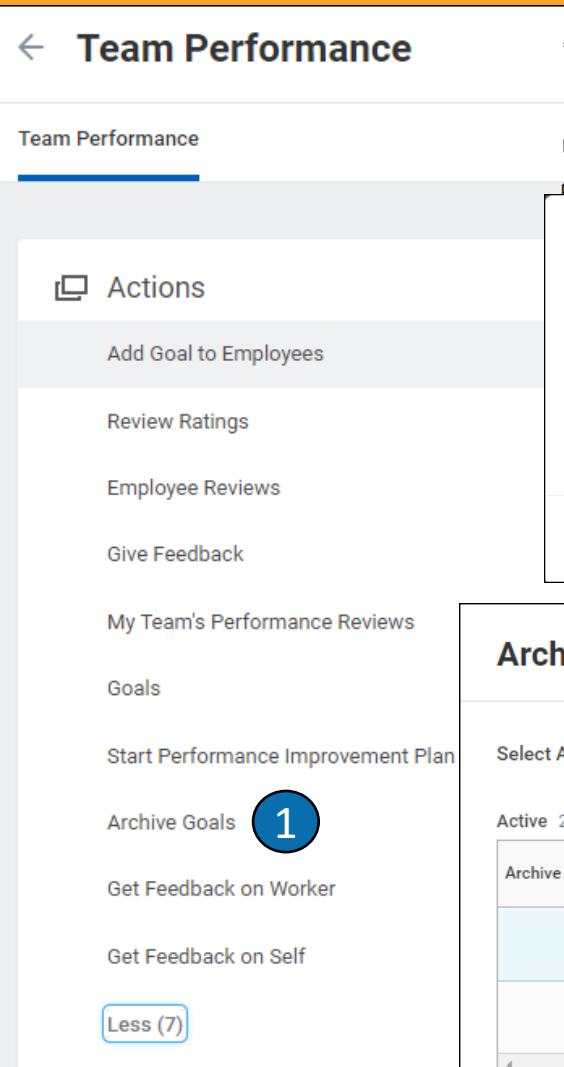 Team Performance
Team Performance
Actions
Add Goal to Employees
Review Ratings
Employee Reviews
Give Feedback
My Team's Performance Reviews
Goals
Start Performance Improvement Plan
Archive Goals 1
Get Feedback on Worker
Get Feedback on Self
Less (7)
Arch
Select A
Active 2
Archive